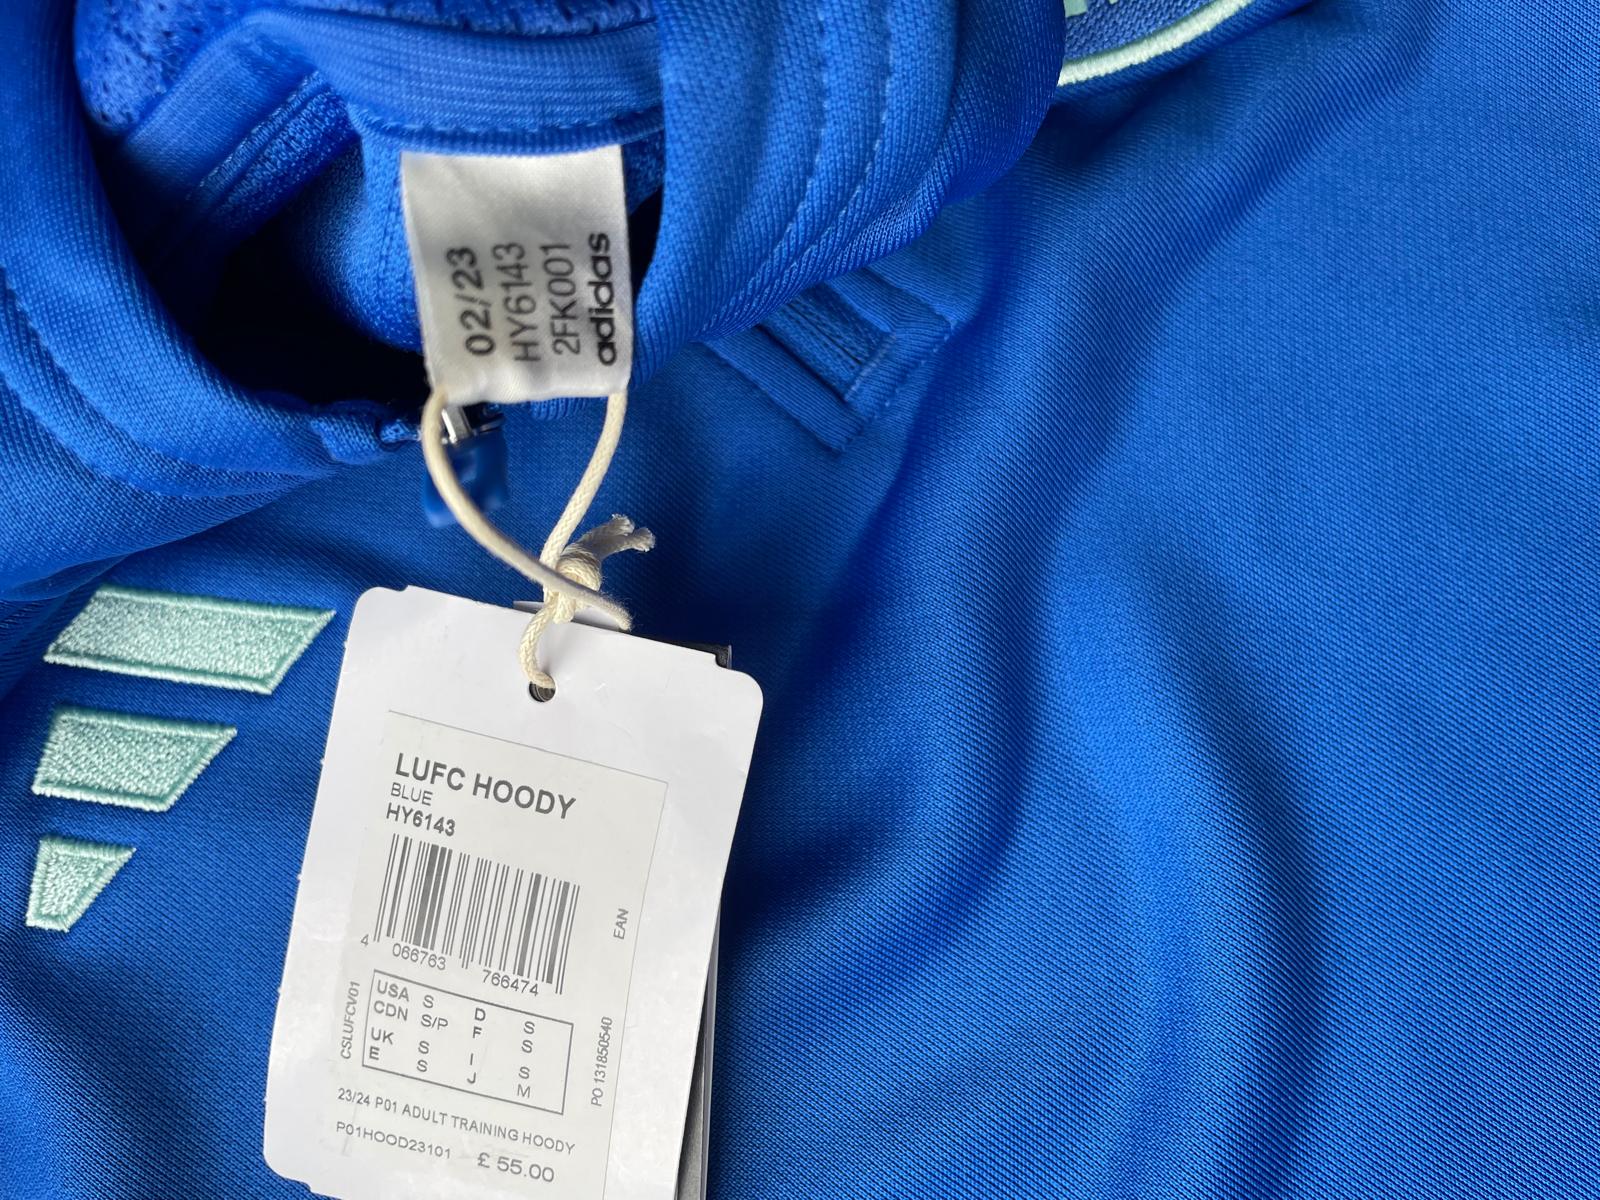 02/23
HY6143
2FK001
adidas
LUFC HOODY
BLUE
HY6143
4 066763 766474
EAN
USA S D S
CDN S/P F S
UK S I S
E S J M
CSLUFCV01
PO 131850540
23/24 P01 ADULT TRAINING HOODY
P01HOOD23101 £ 55.00